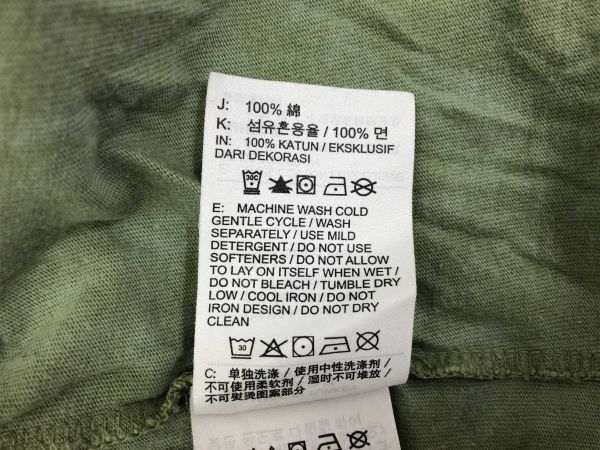 J: 100% 綿
K: 섬유혼용율 / 100% 면
IN: 100% KATUN / EKSKLUSIF
DARI DEKORASI
30C
E: MACHINE WASH COLD
GENTLE CYCLE / WASH
SEPARATELY / USE MILD
DETERGENT / DO NOT USE
SOFTENERS / DO NOT ALLOW
TO LAY ON ITSELF WHEN WET /
DO NOT BLEACH / TUMBLE DRY
LOW / COOL IRON / DO NOT
IRON DESIGN / DO NOT DRY
CLEAN
30
C: 单独洗涤 / 使用中性洗涤剂 /
不可使用柔软剂 / 湿时不可堆放 /
不可熨烫图案部分